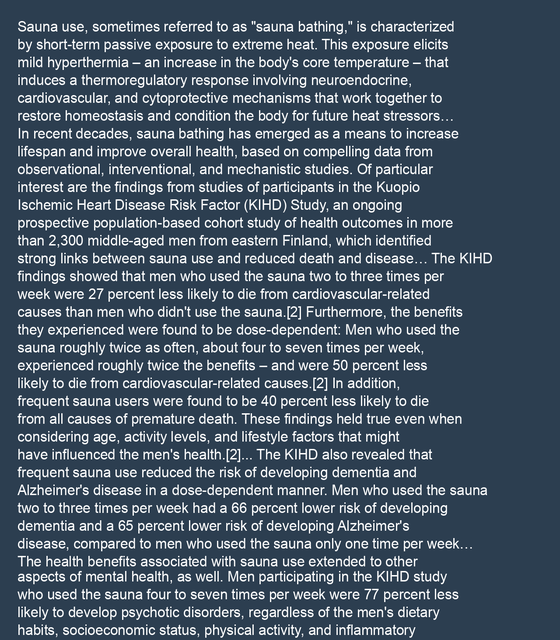 Sauna use, sometimes referred to as "sauna bathing," is characterized
by short-term passive exposure to extreme heat. This exposure elicits
mild hyperthermia – an increase in the body's core temperature – that
induces a thermoregulatory response involving neuroendocrine,
cardiovascular, and cytoprotective mechanisms that work together to
restore homeostasis and condition the body for future heat stressors…
In recent decades, sauna bathing has emerged as a means to increase
lifespan and improve overall health, based on compelling data from
observational, interventional, and mechanistic studies. Of particular
interest are the findings from studies of participants in the Kuopio
Ischemic Heart Disease Risk Factor (KIHD) Study, an ongoing
prospective population-based cohort study of health outcomes in more
than 2,300 middle-aged men from eastern Finland, which identified
strong links between sauna use and reduced death and disease… The KIHD
findings showed that men who used the sauna two to three times per
week were 27 percent less likely to die from cardiovascular-related
causes than men who didn't use the sauna.[2] Furthermore, the benefits
they experienced were found to be dose-dependent: Men who used the
sauna roughly twice as often, about four to seven times per week,
experienced roughly twice the benefits – and were 50 percent less
likely to die from cardiovascular-related causes.[2] In addition,
frequent sauna users were found to be 40 percent less likely to die
from all causes of premature death. These findings held true even when
considering age, activity levels, and lifestyle factors that might
have influenced the men's health.[2]... The KIHD also revealed that
frequent sauna use reduced the risk of developing dementia and
Alzheimer's disease in a dose-dependent manner. Men who used the sauna
two to three times per week had a 66 percent lower risk of developing
dementia and a 65 percent lower risk of developing Alzheimer's
disease, compared to men who used the sauna only one time per week…
The health benefits associated with sauna use extended to other
aspects of mental health, as well. Men participating in the KIHD study
who used the sauna four to seven times per week were 77 percent less
likely to develop psychotic disorders, regardless of the men's dietary
habits, socioeconomic status, physical activity, and inflammatory